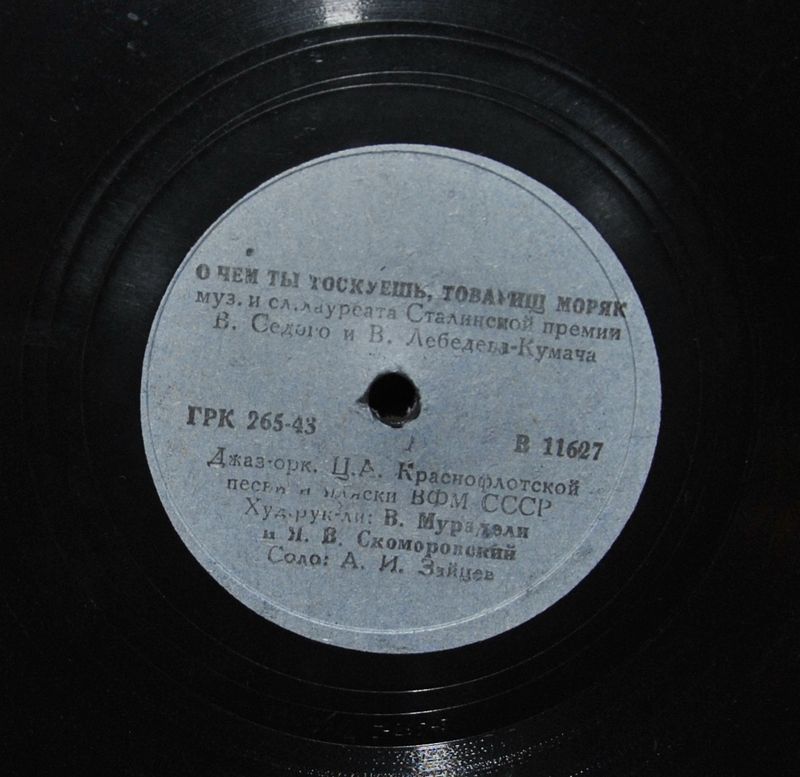 О ЧЕМ ТЫ ТОСКУЕШЬ, ТОВАРИЩ МОРЯК
муз. и сл. лауреата Сталинской премии
В. Седого и В. Лебедева-Кумача
ГРК 265-43
В 11627
Джаз-орк. Ц.А. Краснофлотской
песни и пляски ВФМ СССР
Худ. рук-ли: В. Мурадели
и Я. В. Скоморовский
Соло: А. И. Зайцев